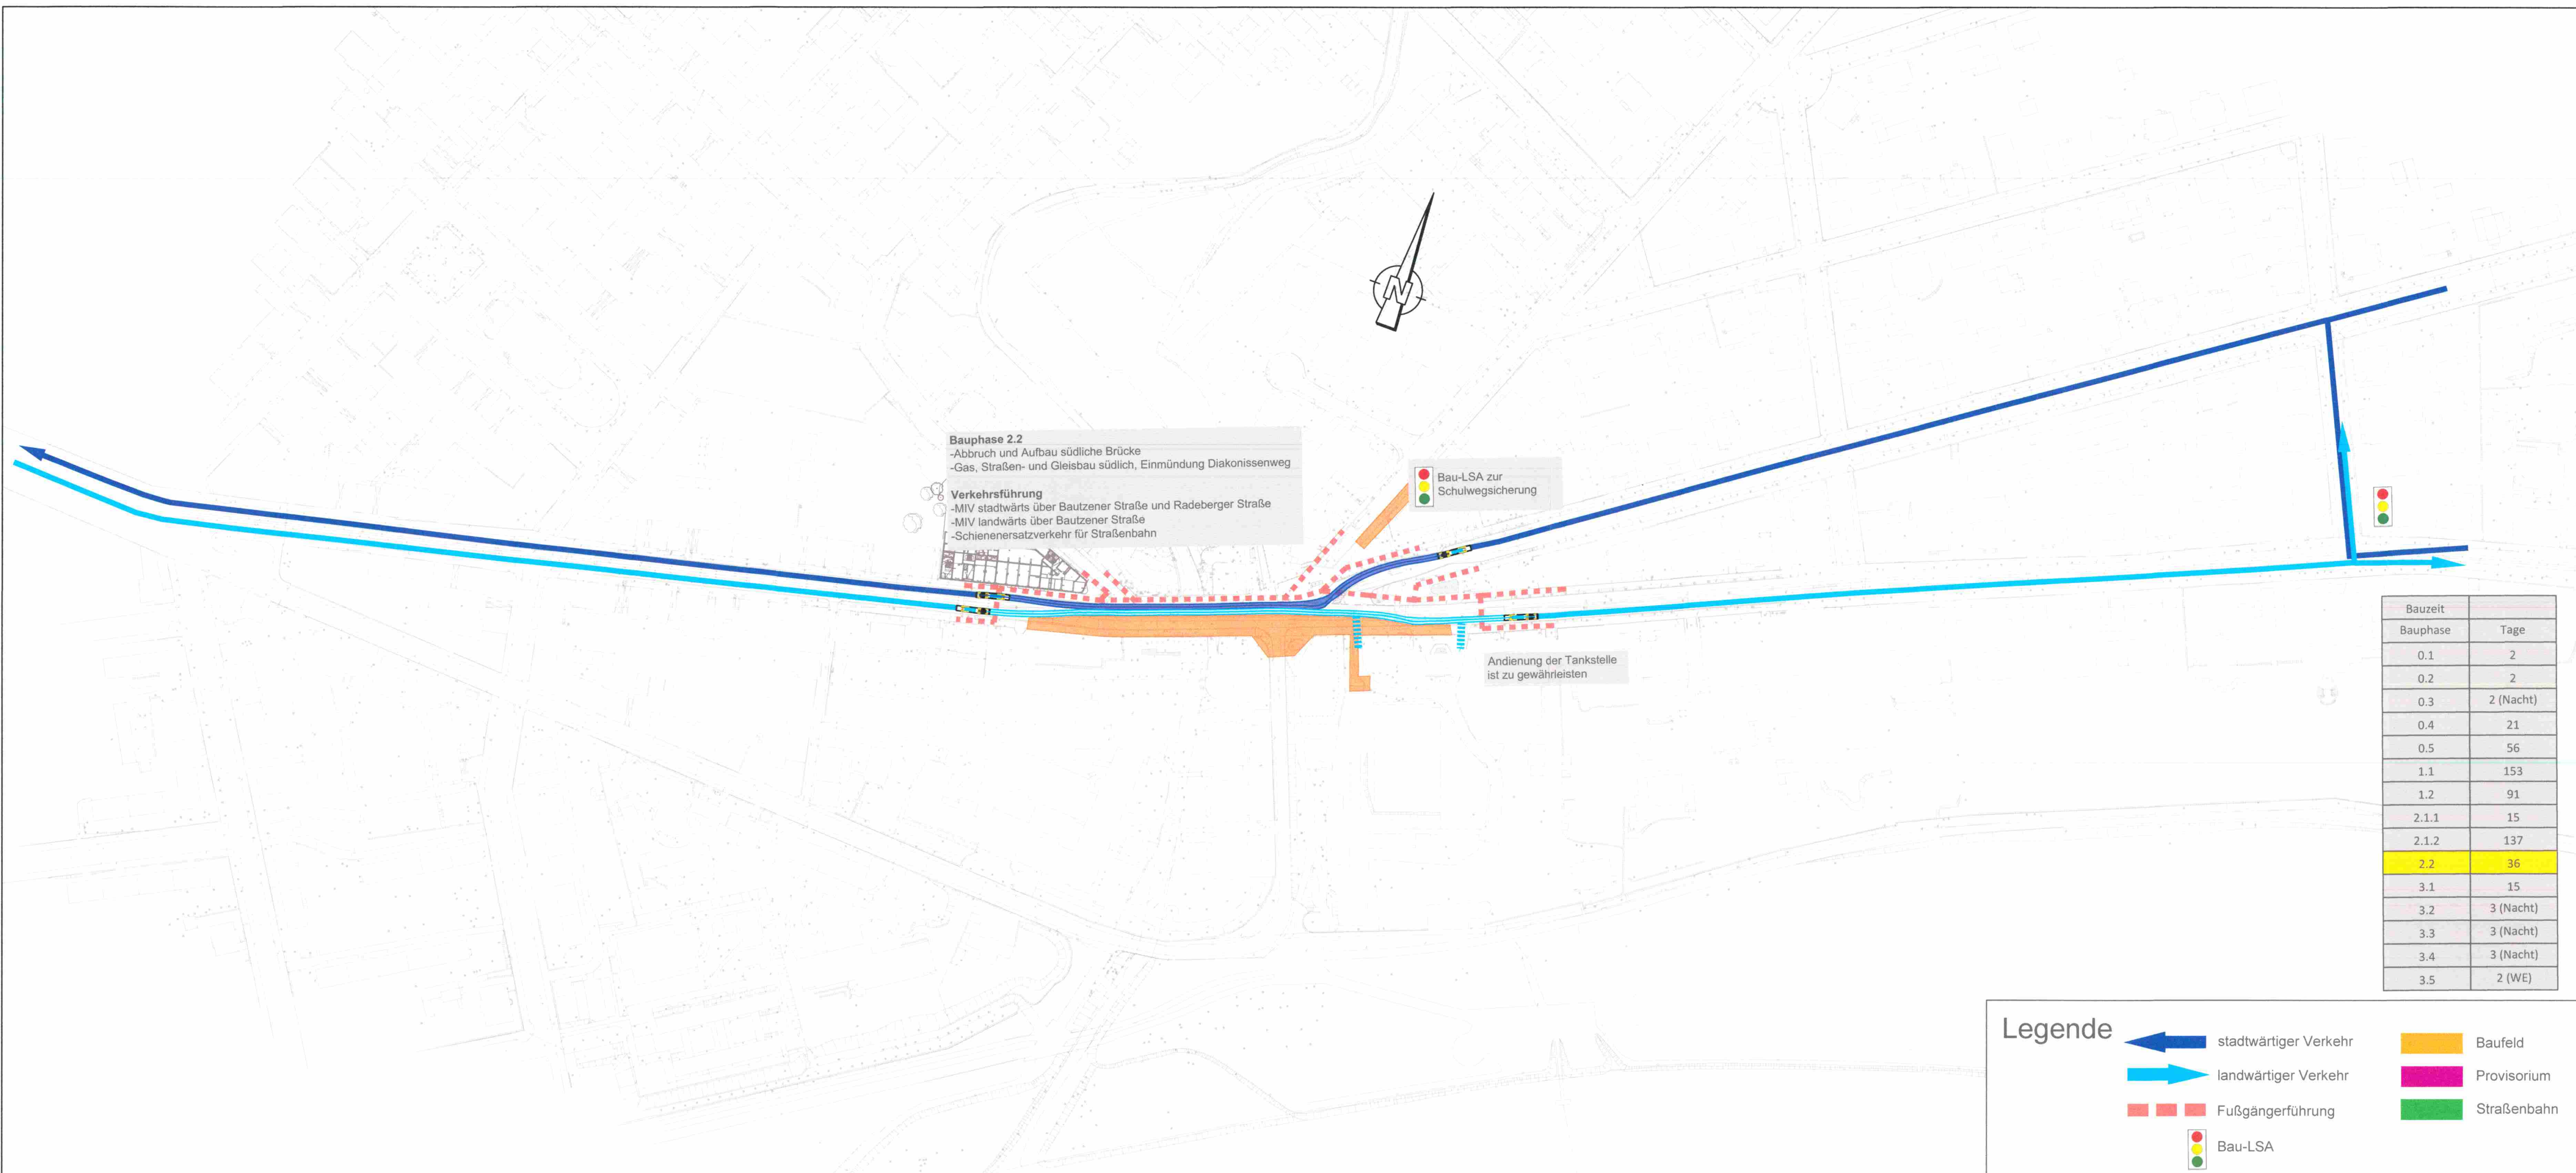 N
Bauphase 2.2
-Abbruch und Aufbau südliche Brücke
-Gas, Straßen- und Gleisbau südlich, Einmündung Diakonissenweg
Verkehrsführung
-MIV stadtwärts über Bautzener Straße und Radeberger Straße
-MIV landwärts über Bautzener Straße
-Schienenersatzverkehr für Straßenbahn
Bau-LSA zur
Schulwegsicherung
Andienung der Tankstelle
ist zu gewährleisten
Bauzeit
Bauphase Tage
0.1 2
0.2 2
0.3 2 (Nacht)
0.4 21
0.5 56
1.1 153
1.2 91
2.1.1 15
2.1.2 137
2.2 36
3.1 15
3.2 3 (Nacht)
3.3 3 (Nacht)
3.4 3 (Nacht)
3.5 2 (WE)
Legende
stadtwärtiger Verkehr
landwärtiger Verkehr
Fußgängerführung
Bau-LSA
Baufeld
Provisorium
Straßenbahn